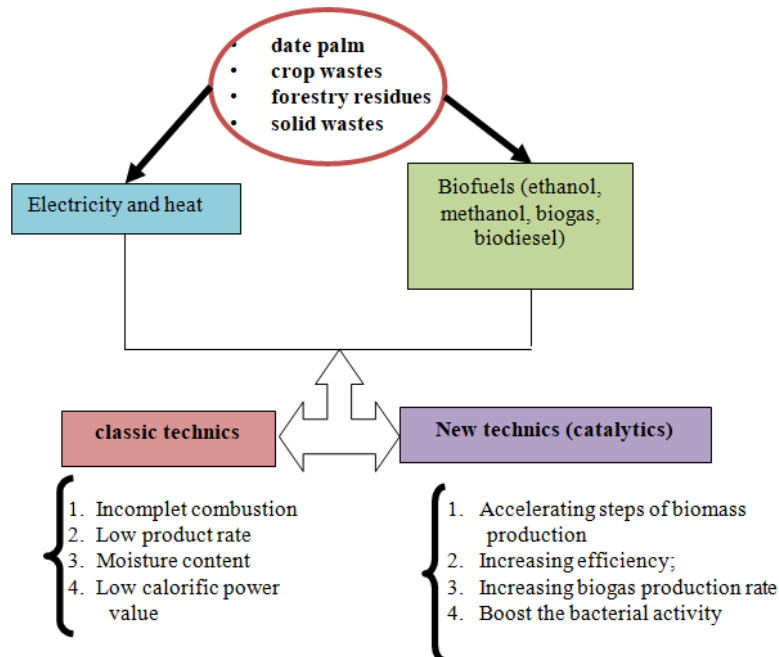 • date palm
• crop wastes
• forestry residues
• solid wastes
Electricity and heat
Biofuels (ethanol,
methanol, biogas,
biodiesel)
classic technics
New technics (catalytics)
1. Incomplet combustion
2. Low product rate
3. Moisture content
4. Low calorific power
value
1. Accelerating steps of biomass
production
2. Increasing efficiency;
3. Increasing biogas production rate
4. Boost the bacterial activity